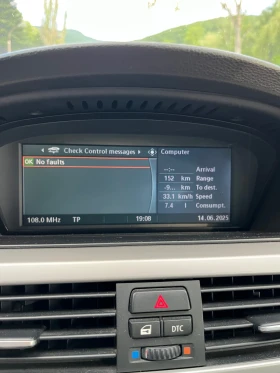 Check Control messages
Computer
OK No faults
--:-- Arrival
152 km Range
-9... km To dest.
33.1 km/h Speed
7.4 l Comsumpt.
108.0 MHz TP 19:08 14.06.2025
DTC